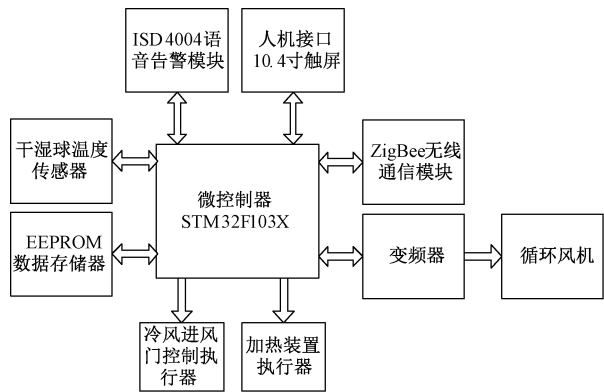 ISD4004语
音告警模块
人机接口
10.4寸触屏
干湿球温度
传感器
微控制器
STM32F103X
ZigBee无线
通信模块
EEPROM
数据存储器
变频器
循环风机
冷风进风
门控制执
行器
加热装置
执行器